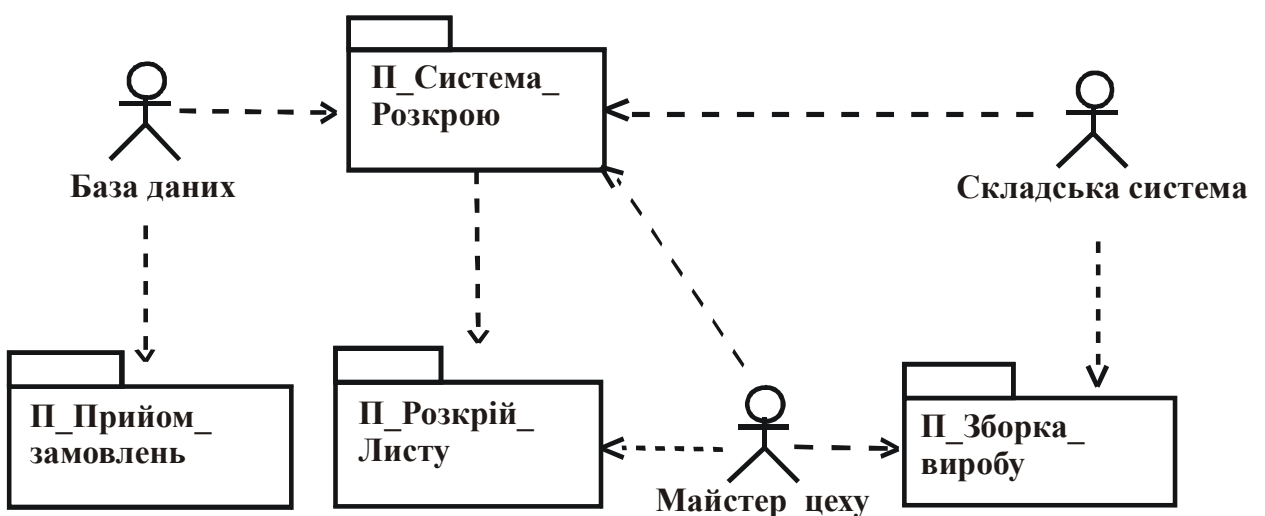 П_Система_
Розкрою
База даних
Складська система
П_Прийом_
замовлень
П_Розкрій_
Листу
П_Зборка_
виробу
Майстер цеху